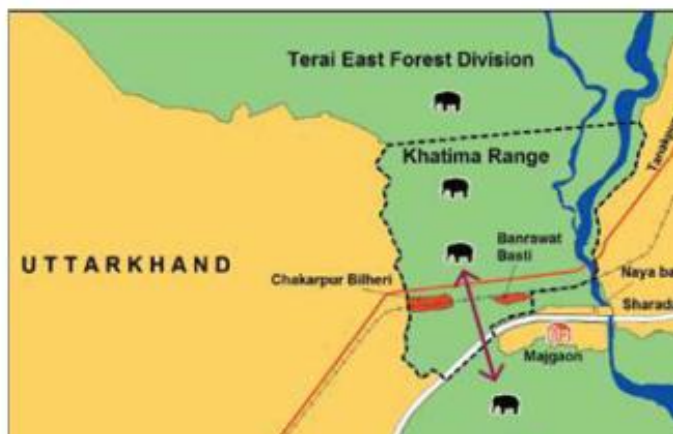 Terai East Forest Division
Khatima Range
UTTARKHAND
Banrawat
Basti
Chakarpur Bilheri
Majgaon